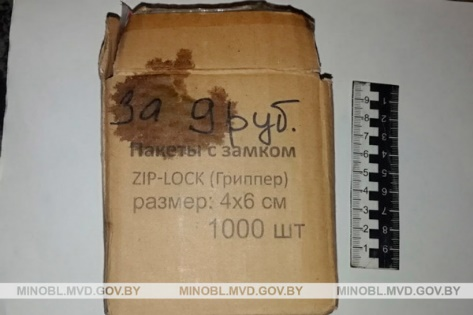 за 9 руб.
Пакеты с замком
ZIP-LOCK (Гриппер)
размер: 4х6 см
1000 шт
MINOBL.MVD.GOV.BY MINOBL.MVD.GOV.BY MINOBL.MVD.GOV.BY